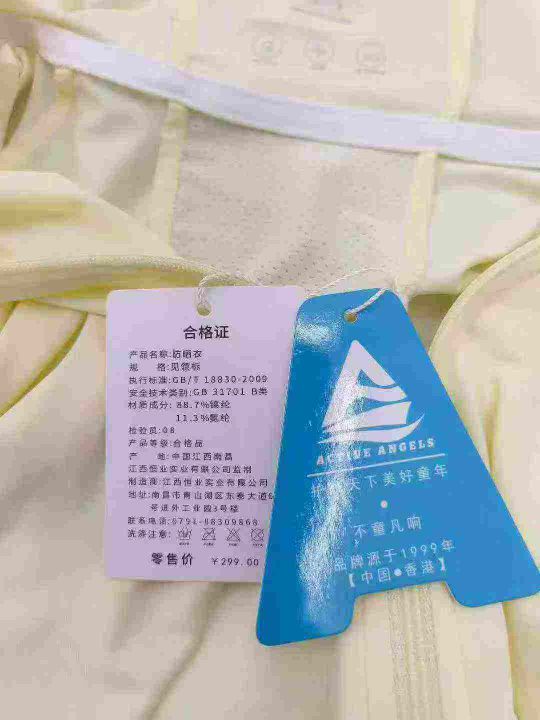 合格证
产品名称:防晒衣
规 格:见领标
执行标准:GB/T 18830-2009
安全技术类别:GB 31701 B类
材质成分: 88.7%锦纶
11.3%氨纶
检验员:08
产品等级:合格品
产 地:中国江西南昌
江西恒业实业有限公司监制
制造商:江西恒业实业有限公司
地址:南昌市青山湖区东泰大道6
号进外工业园3号楼
联系电话:0791-88309868
洗涤注意:
零售价 ¥299.00
ACTIVE ANGELS
天下美好童年
不童凡响
品牌源于1999年
【中国●香港】